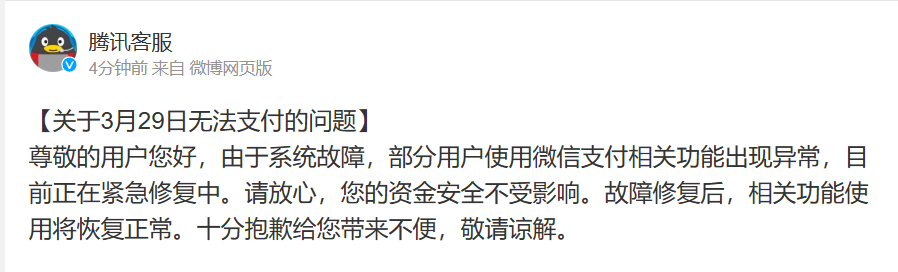 腾讯客服
4分钟前 来自 微博网页版
【关于3月29日无法支付的问题】
尊敬的用户您好，由于系统故障，部分用户使用微信支付相关功能出现异常，目
前正在紧急修复中。请放心，您的资金安全不受影响。故障修复后，相关功能使
用将恢复正常。十分抱歉给您带来不便，敬请谅解。